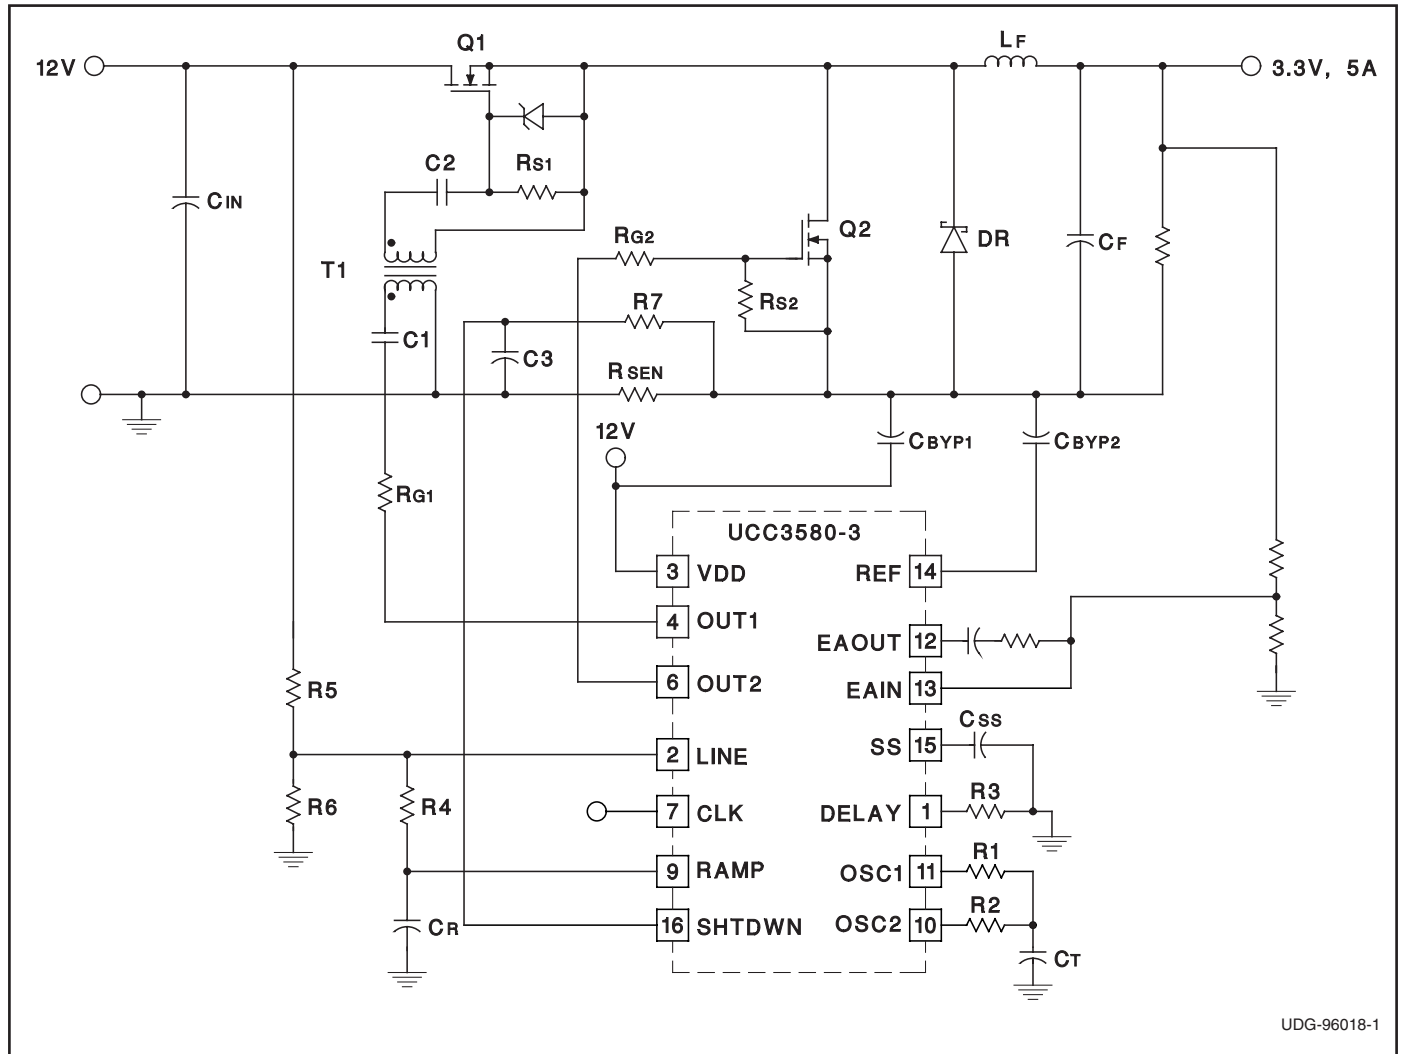 Q1
LF
12V
3.3V, 5A
C2
RS1
CIN
RG2
Q2
DR
CF
T1
R7
RS2
C1
C3
RSEN
12V
CBYP1
CBYP2
RG1
UCC3580-3
3 VDD
REF 14
4 OUT1
EAOUT 12
6 OUT2
EAIN 13
R5
CSS
2 LINE
SS 15
R6
R4
R3
7 CLK
DELAY 1
R1
9 RAMP
OSC1 11
R2
CR
16 SHTDWN
OSC2 10
CT
UDG-96018-1